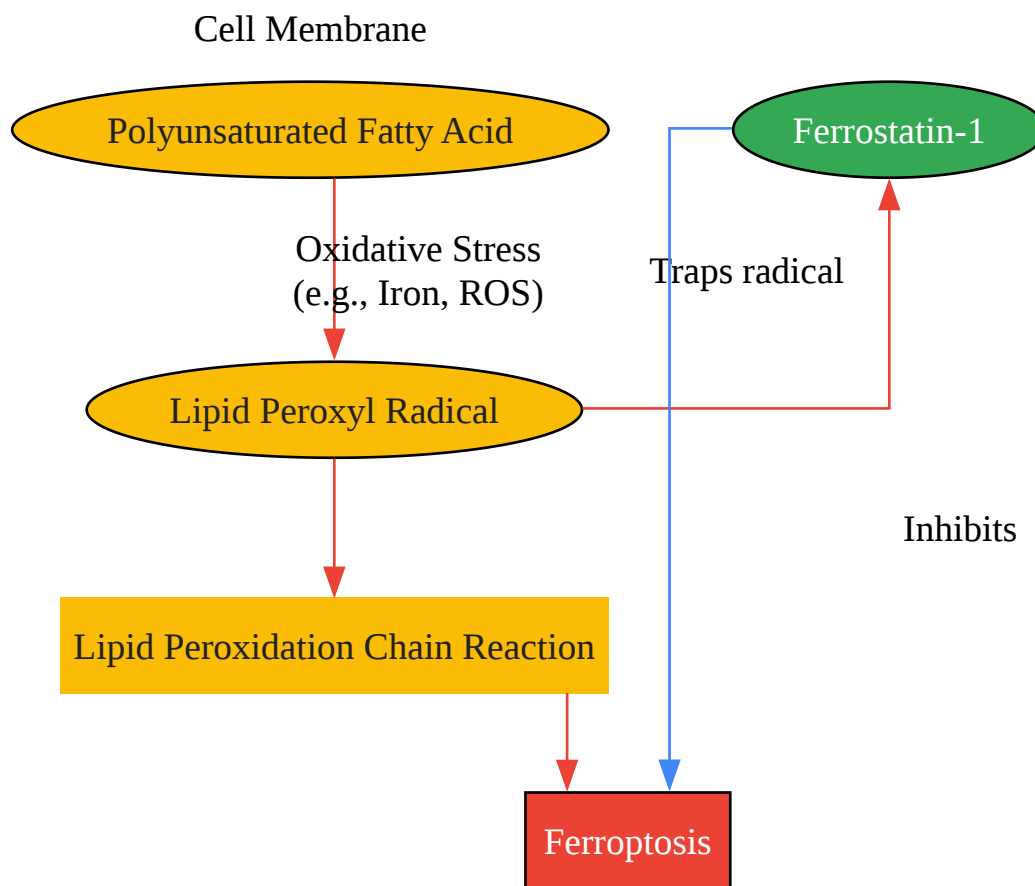 Cell Membrane
Polyunsaturated Fatty Acid
Ferrostatin-1
Oxidative Stress
(e.g., Iron, ROS)
Traps radical
Lipid Peroxyl Radical
Inhibits
Lipid Peroxidation Chain Reaction
Ferroptosis